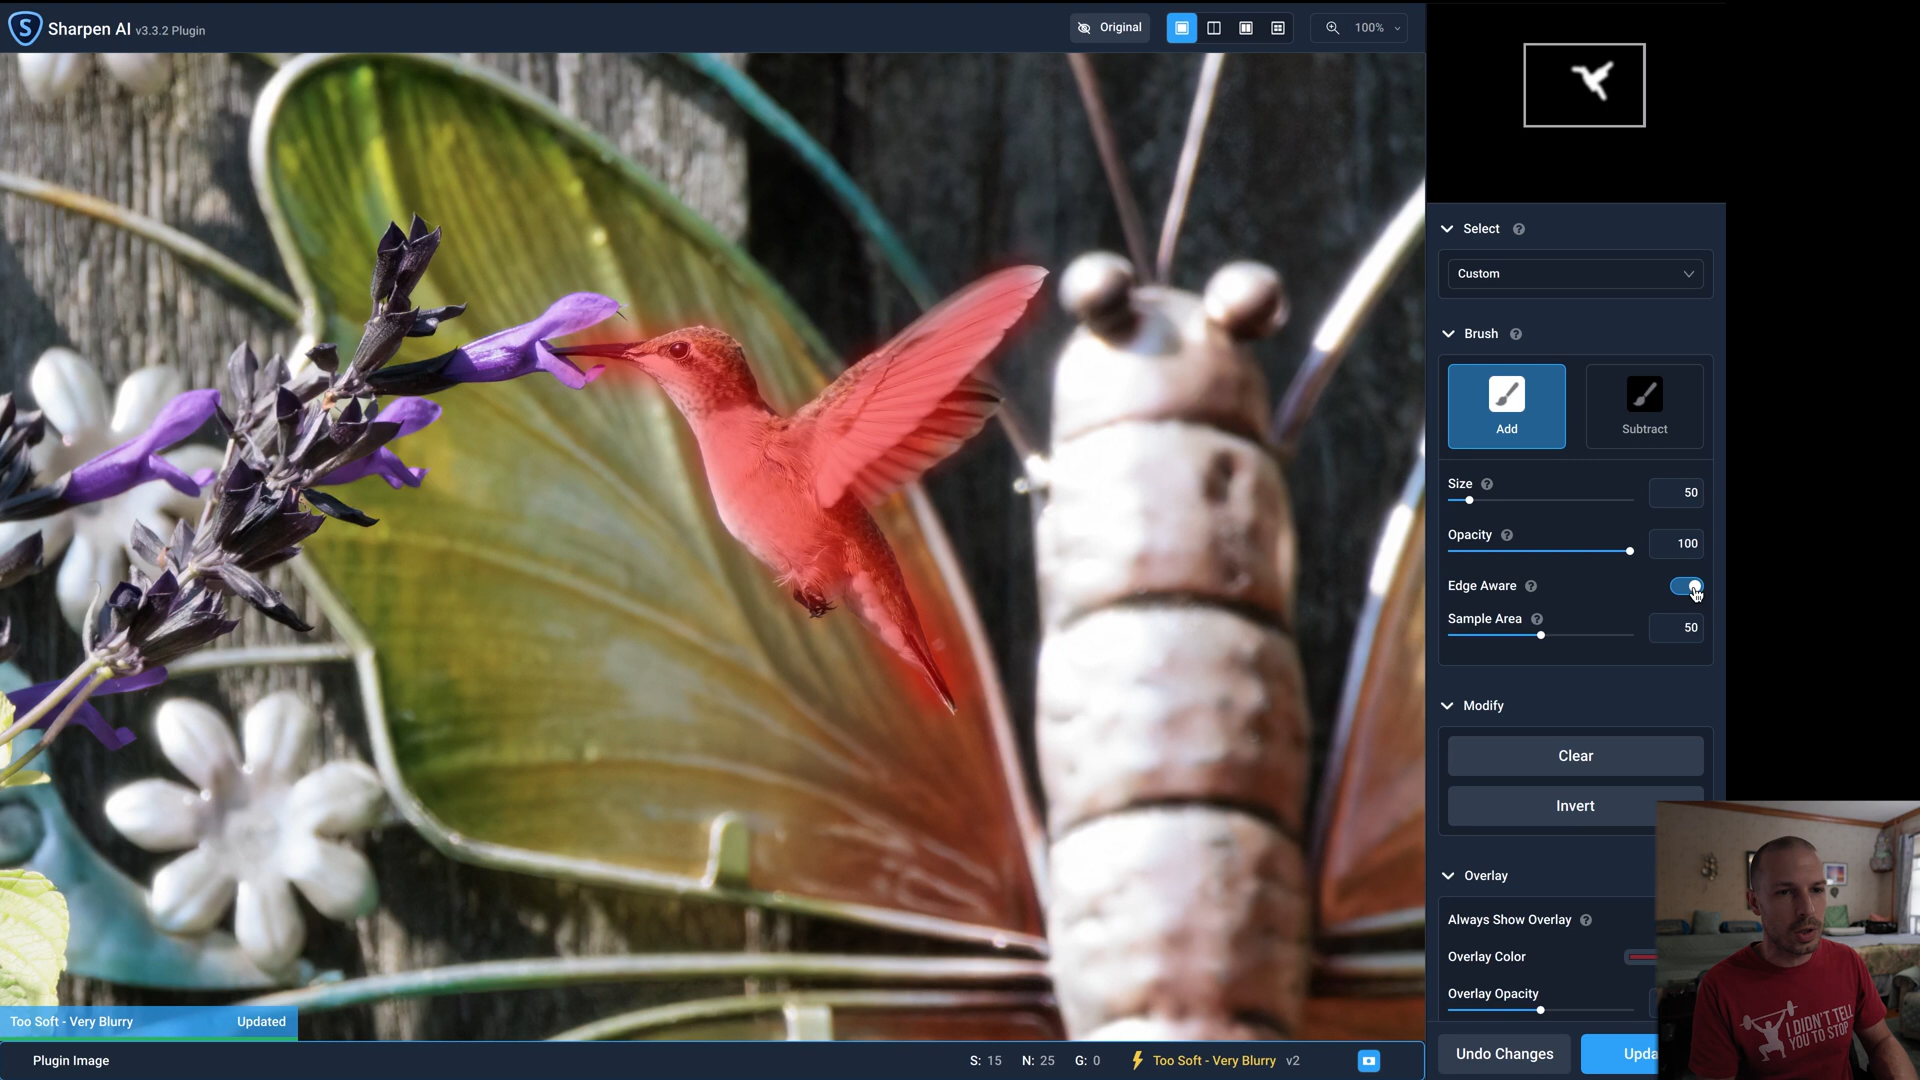 Sharpen AI v3.3.2 Plugin
Original
100%
Select
Custom
Brush
Add
Subtract
Size
50
Opacity
100
Edge Aware
Sample Area
50
Modify
Clear
Invert
Overlay
Always Show Overlay
Overlay Color
Overlay Opacity
Too Soft - Very Blurry Updated
Plugin Image
S: 15 N: 25 G: 0
Too Soft - Very Blurry v2
Undo Changes
Upda
I DIDN'T TELL
YOU TO STOP